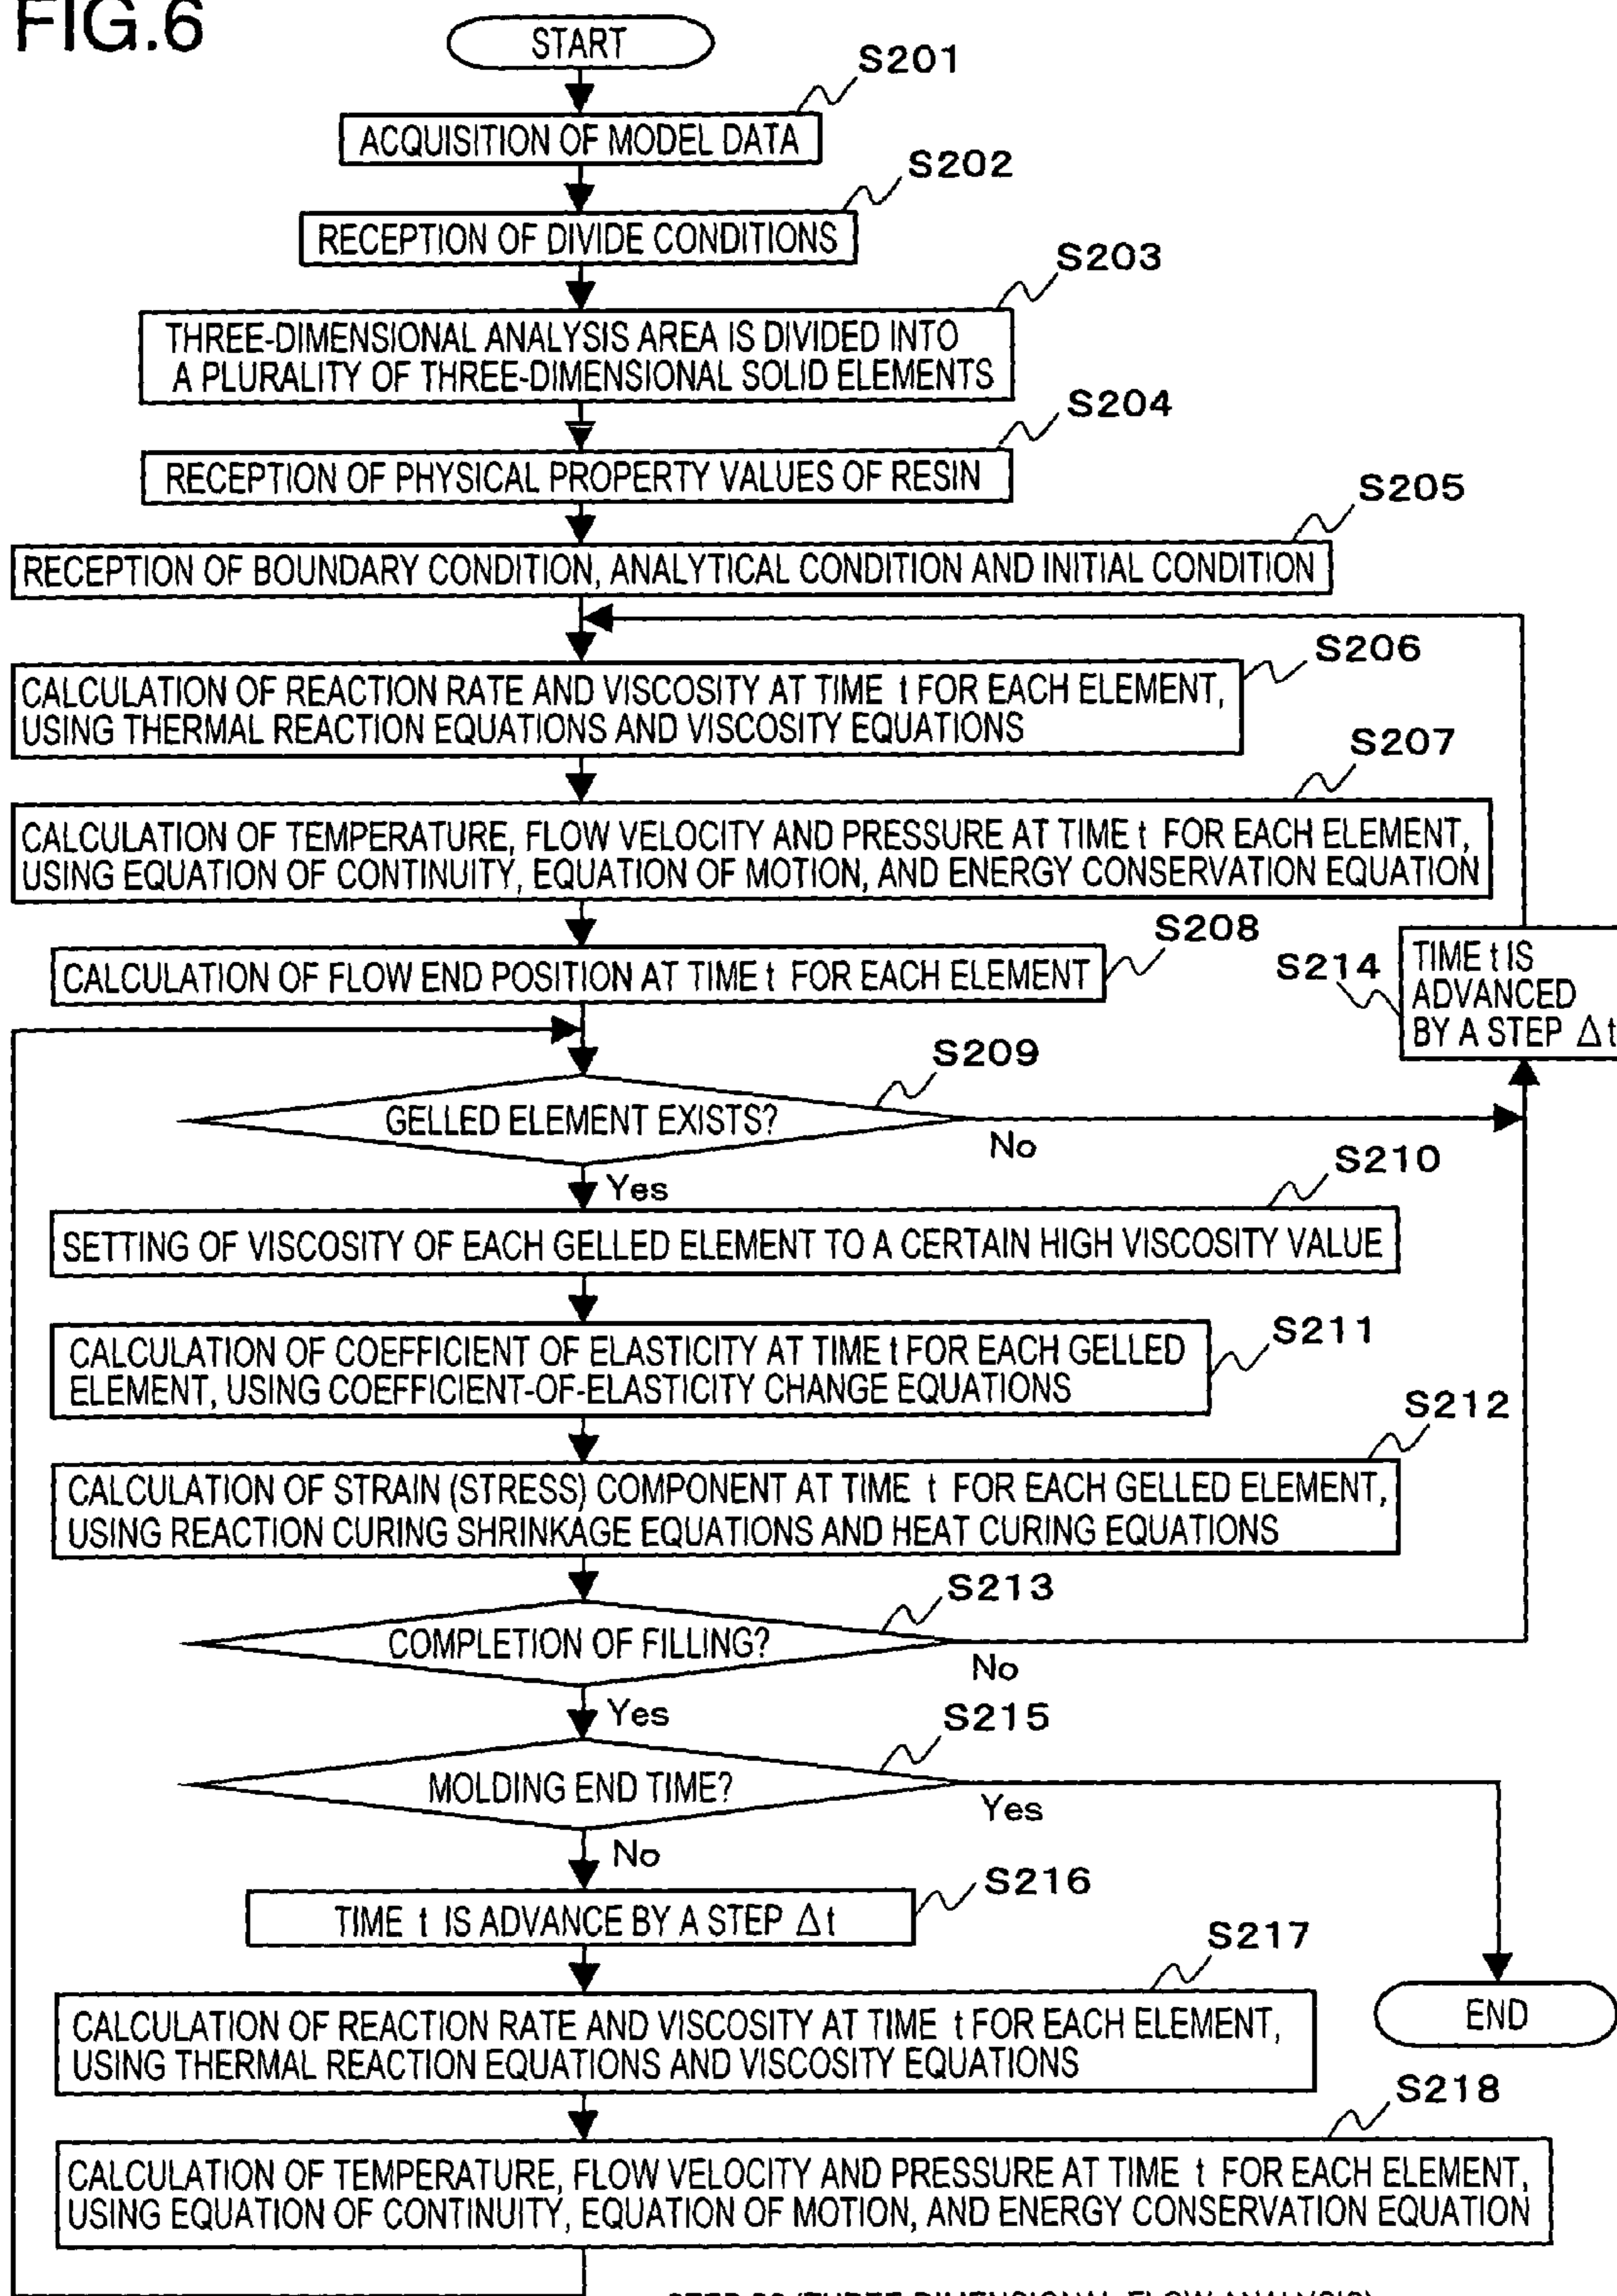 FIG.6
START
S201
ACQUISITION OF MODEL DATA
S202
RECEPTION OF DIVIDE CONDITIONS
S203
THREE-DIMENSIONAL ANALYSIS AREA IS DIVIDED INTO
A PLURALITY OF THREE-DIMENSIONAL SOLID ELEMENTS
S204
RECEPTION OF PHYSICAL PROPERTY VALUES OF RESIN
S205
RECEPTION OF BOUNDARY CONDITION, ANALYTICAL CONDITION AND INITIAL CONDITION
S206
CALCULATION OF REACTION RATE AND VISCOSITY AT TIME t FOR EACH ELEMENT,
USING THERMAL REACTION EQUATIONS AND VISCOSITY EQUATIONS
S207
CALCULATION OF TEMPERATURE, FLOW VELOCITY AND PRESSURE AT TIME t FOR EACH ELEMENT,
USING EQUATION OF CONTINUITY, EQUATION OF MOTION, AND ENERGY CONSERVATION EQUATION
S208
CALCULATION OF FLOW END POSITION AT TIME t FOR EACH ELEMENT
S214
TIME t IS
ADVANCED
BY A STEP Δt
S209
GELLED ELEMENT EXISTS?
No
Yes
S210
SETTING OF VISCOSITY OF EACH GELLED ELEMENT TO A CERTAIN HIGH VISCOSITY VALUE
S211
CALCULATION OF COEFFICIENT OF ELASTICITY AT TIME t FOR EACH GELLED
ELEMENT, USING COEFFICIENT-OF-ELASTICITY CHANGE EQUATIONS
S212
CALCULATION OF STRAIN (STRESS) COMPONENT AT TIME t FOR EACH GELLED ELEMENT,
USING REACTION CURING SHRINKAGE EQUATIONS AND HEAT CURING EQUATIONS
S213
COMPLETION OF FILLING?
No
Yes
S215
MOLDING END TIME?
Yes
No
S216
TIME t IS ADVANCE BY A STEP Δt
S217
CALCULATION OF REACTION RATE AND VISCOSITY AT TIME t FOR EACH ELEMENT,
USING THERMAL REACTION EQUATIONS AND VISCOSITY EQUATIONS
END
S218
CALCULATION OF TEMPERATURE, FLOW VELOCITY AND PRESSURE AT TIME t FOR EACH ELEMENT,
USING EQUATION OF CONTINUITY, EQUATION OF MOTION, AND ENERGY CONSERVATION EQUATION